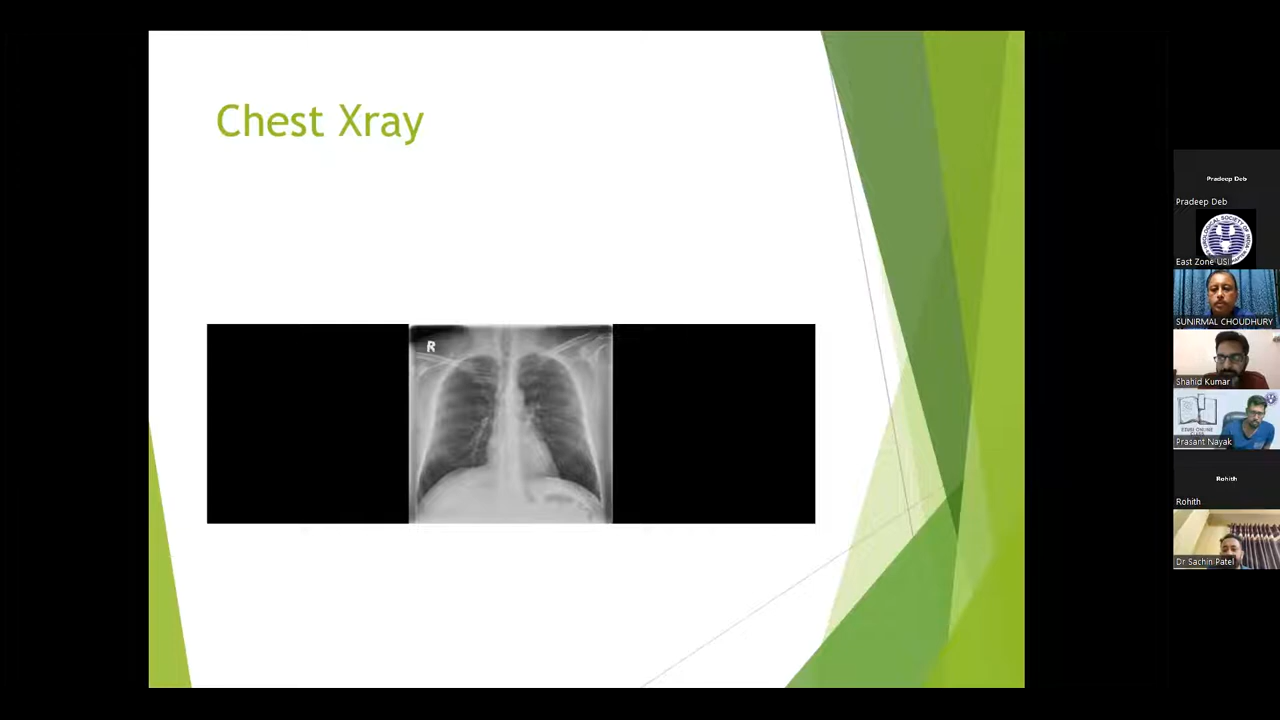 Chest Xray
R
Pradeep Deb
Pradeep Deb
East Zone USI
SUNIRMAL CHOUDHURY
Shahid Kumar
Prasant Nayak
Rohith
Rohith
Dr Sachin Patel